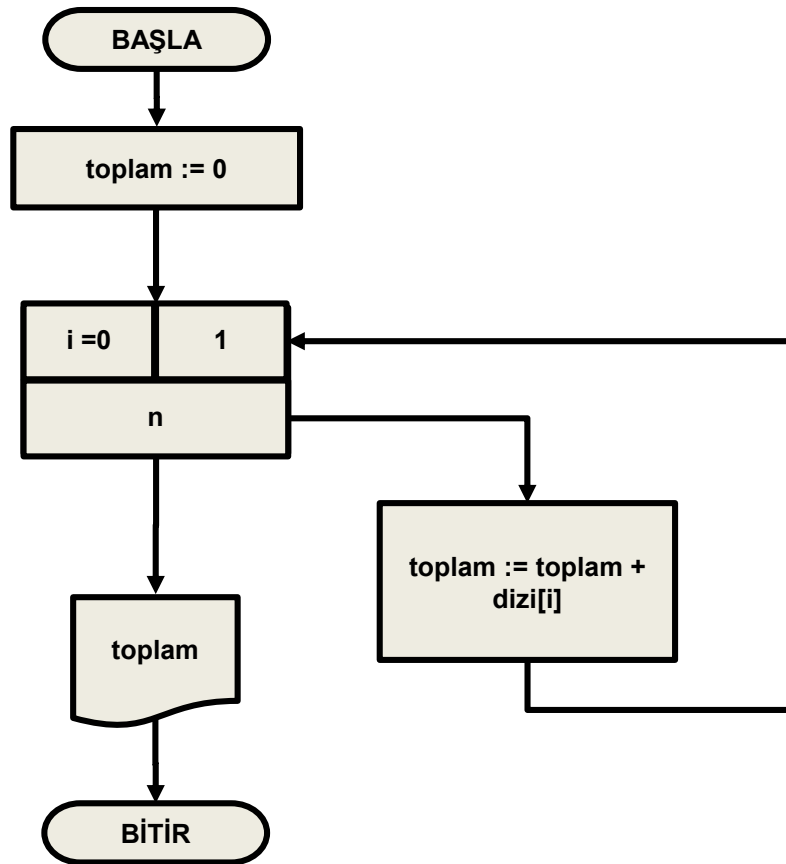 BAŞLA
toplam := 0
i =0
1
n
toplam := toplam +
dizi[i]
toplam
BİTİR